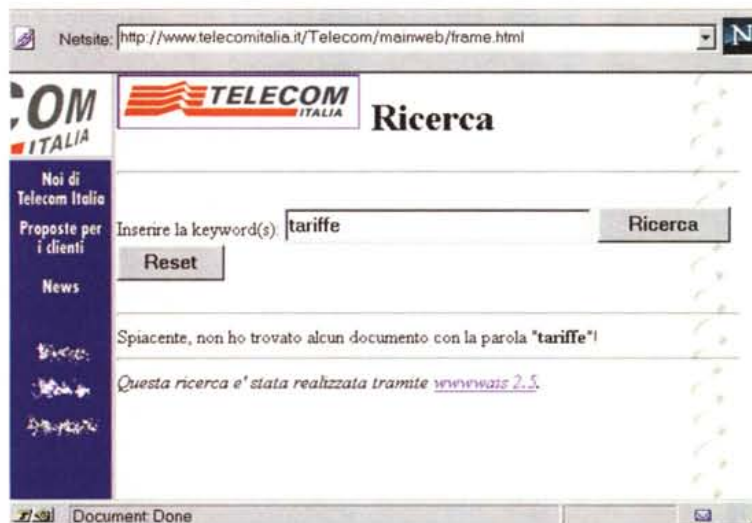 Netsite: http://www.telecomitalia.it/Telecom/mainweb/frame.html
N
COM
ITALIA
TELECOM
ITALIA
Ricerca
Noi di
Telecom Italia
Proposte per
i clienti
News
Inserire la keyword(s): tariffe Ricerca
Reset
Spiacente, non ho trovato alcun documento con la parola "tariffe"!
Questa ricerca e' stata realizzata tramite wwwwais 2.5.
Document: Done